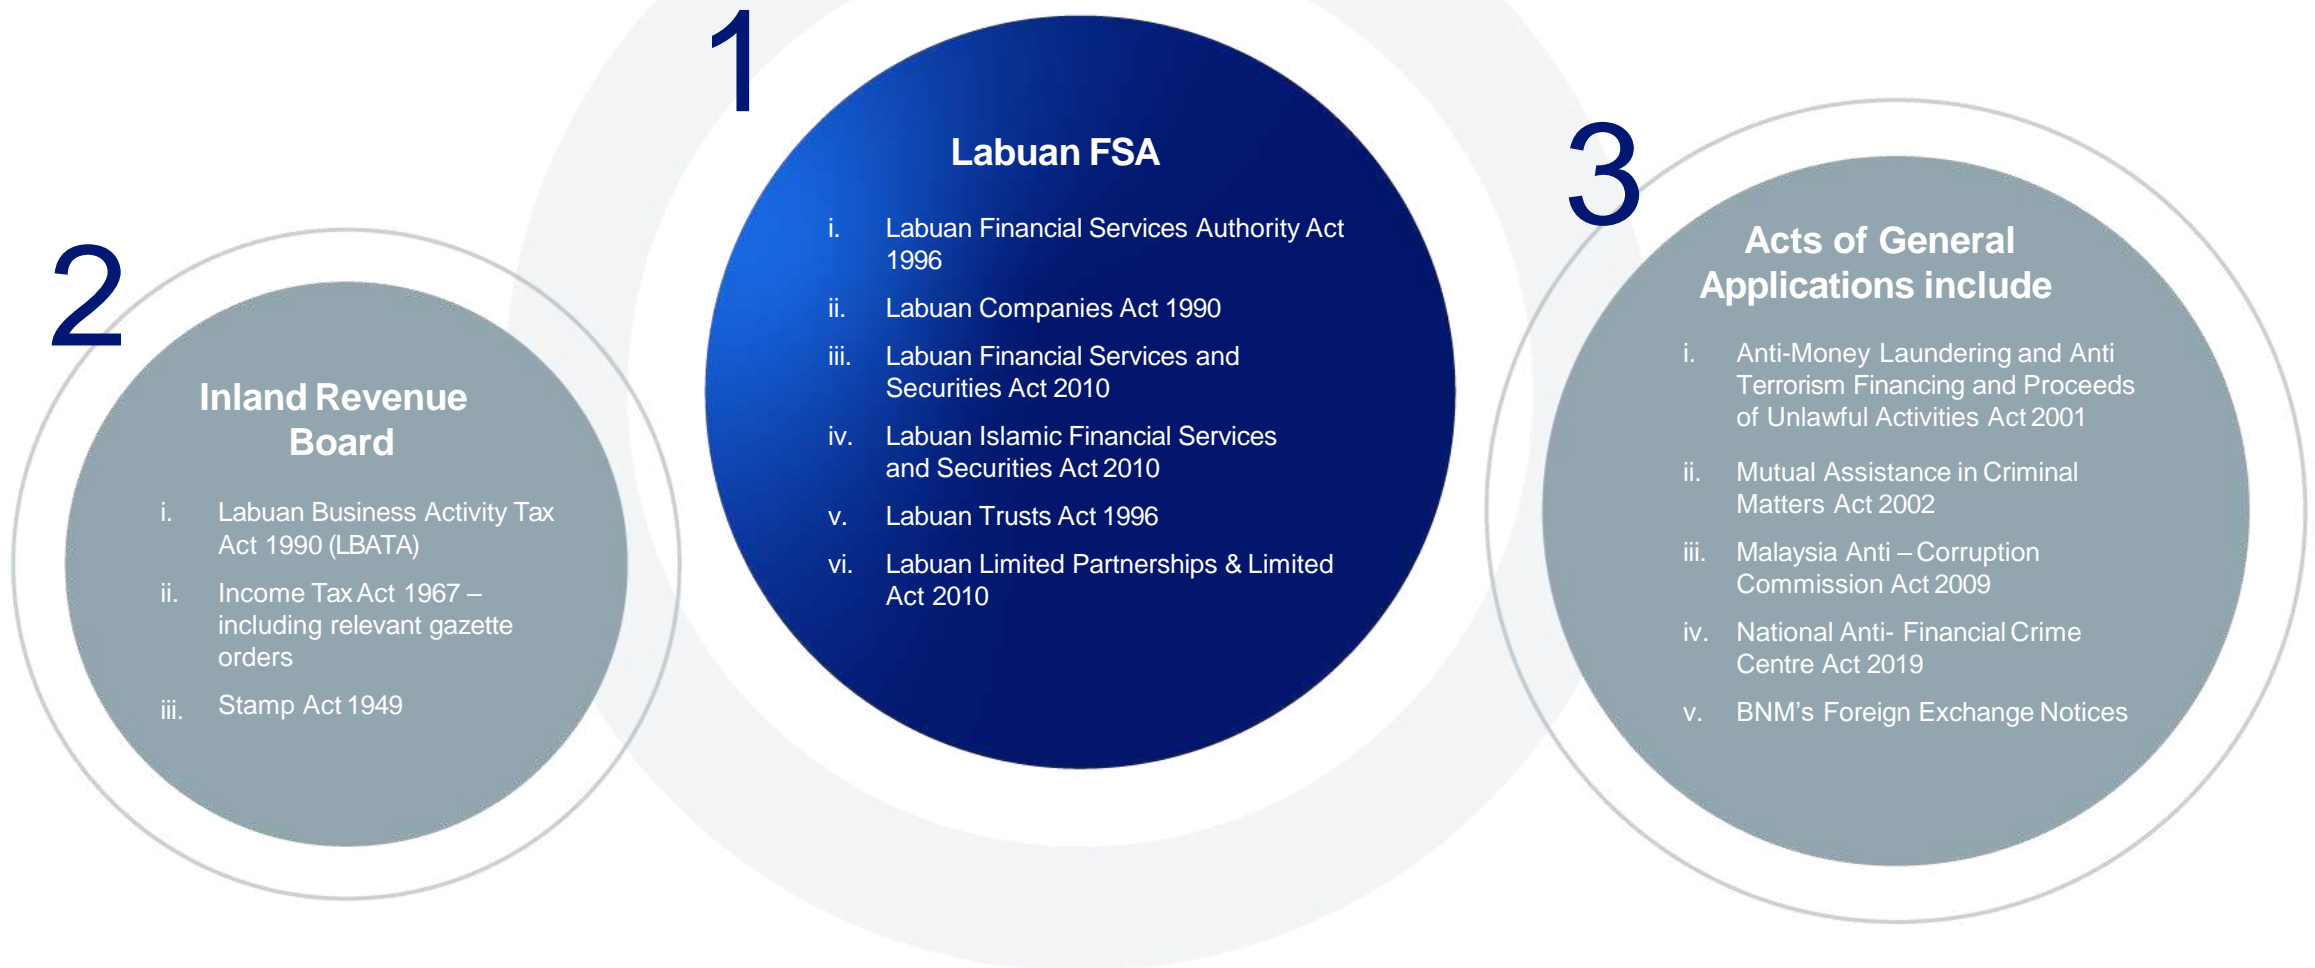 1
Labuan FSA
i. Labuan Financial Services Authority Act
1996
ii. Labuan Companies Act 1990
iii. Labuan Financial Services and
Securities Act 2010
iv. Labuan Islamic Financial Services
and Securities Act 2010
v. Labuan Trusts Act 1996
vi. Labuan Limited Partnerships & Limited
Act 2010
2
Inland Revenue
Board
i. Labuan Business Activity Tax
Act 1990 (LBATA)
ii. Income Tax Act 1967 –
including relevant gazette
orders
iii. Stamp Act 1949
3
Acts of General
Applications include
i. Anti-Money Laundering and Anti
Terrorism Financing and Proceeds
of Unlawful Activities Act 2001
ii. Mutual Assistance in Criminal
Matters Act 2002
iii. Malaysia Anti – Corruption
Commission Act 2009
iv. National Anti- Financial Crime
Centre Act 2019
v. BNM’s Foreign Exchange Notices